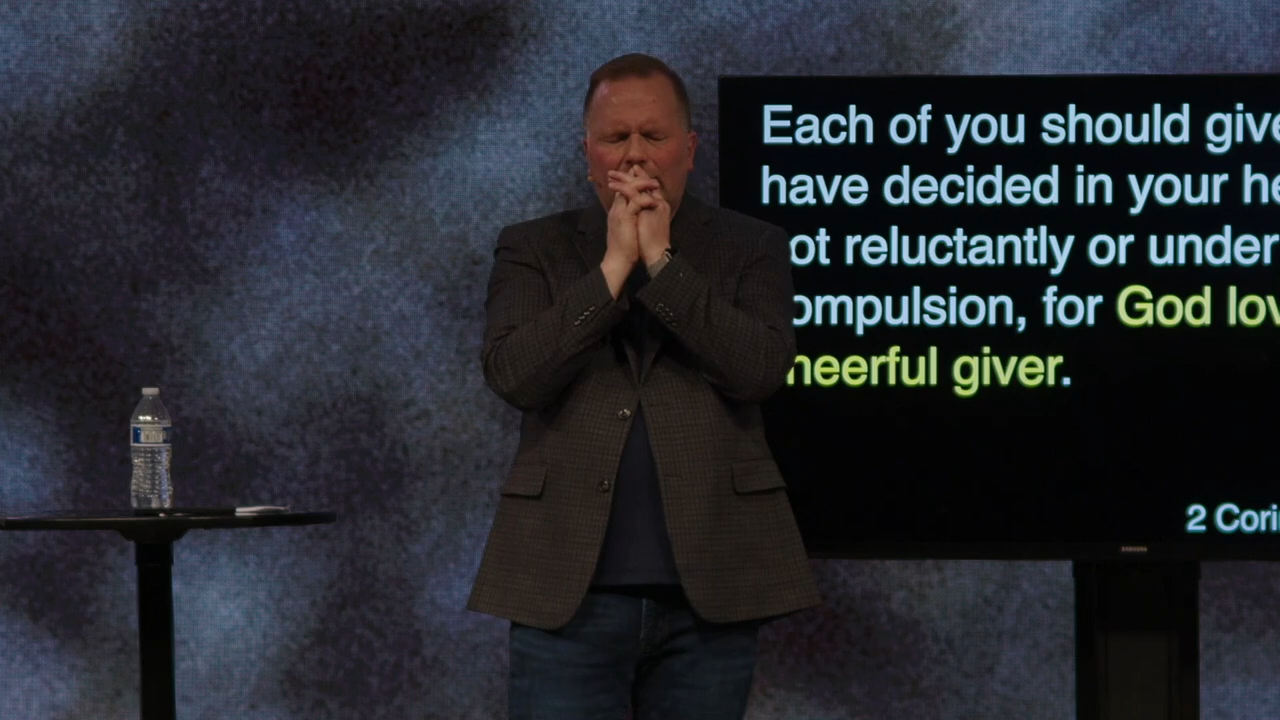 Each of you should give
have decided in your he
ot reluctantly or under
ompulsion, for God lov
heerful giver.
2 Cori
SAMSUNG